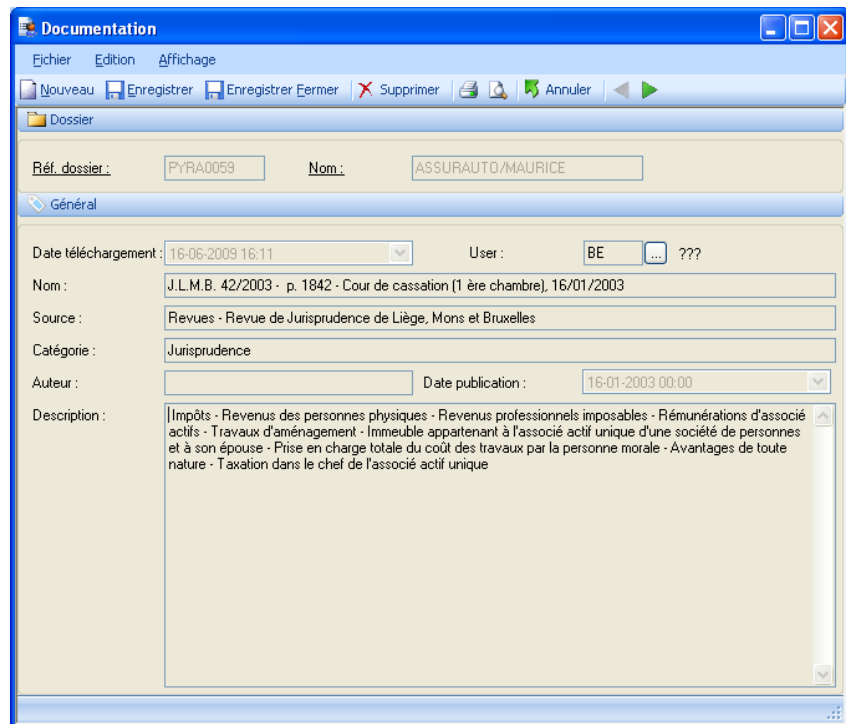 Documentation
Fichier Edition Affichage
Nouveau Enregistrer Enregistrer Fermer Supprimer Annuler
Dossier
Réf. dossier : PYRA0059 Nom : ASSURAUTO/MAURICE
Général
Date téléchargement : 16-06-2009 16:11 User : BE ... ???
Nom : J.L.M.B. 42/2003 - p. 1842 - Cour de cassation (1 ère chambre), 16/01/2003
Source : Revues - Revue de Jurisprudence de Liège, Mons et Bruxelles
Catégorie : Jurisprudence
Auteur : Date publication : 16-01-2003 00:00
Description : Impôts - Revenus des personnes physiques - Revenus professionnels imposables - Rémunérations d'associé
actifs - Travaux d'aménagement - Immeuble appartenant à l'associé actif unique d'une société de personnes
et à son épouse - Prise en charge totale du coût des travaux par la personne morale - Avantages de toute
nature - Taxation dans le chef de l'associé actif unique